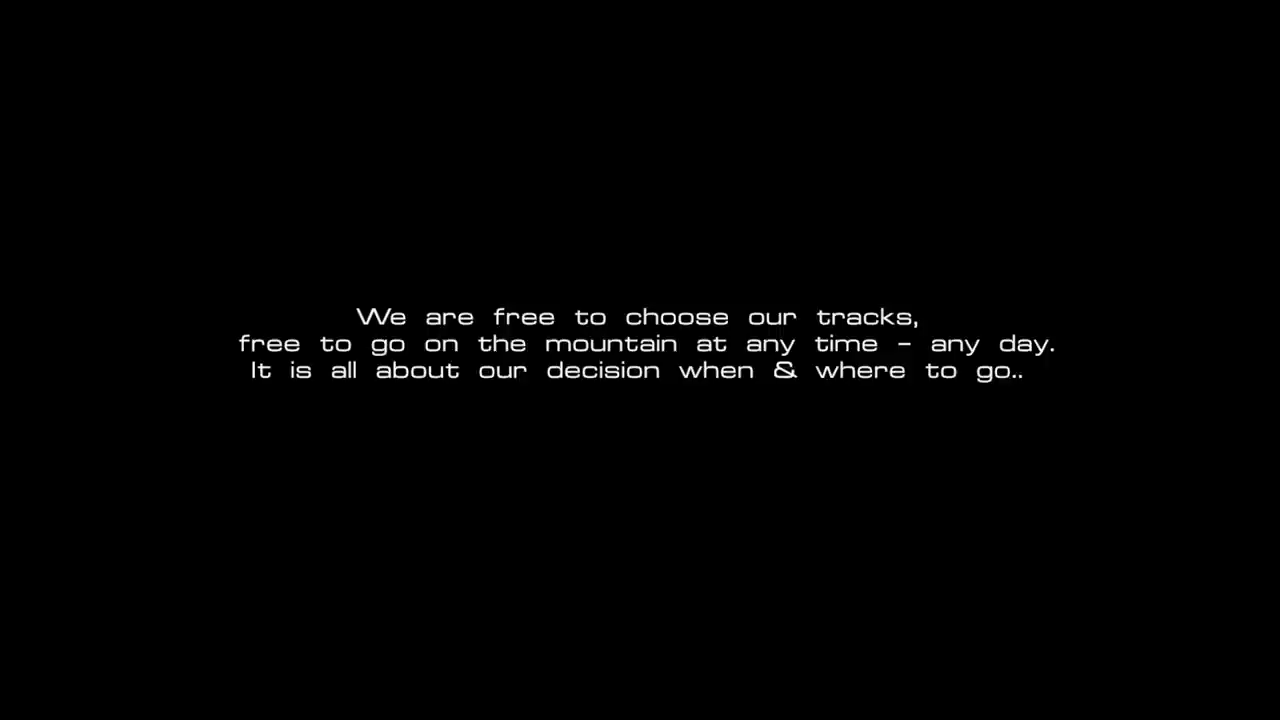 We are free to choose our tracks,
free to go on the mountain at any time - any day.
It is all about our decision when & where to go..